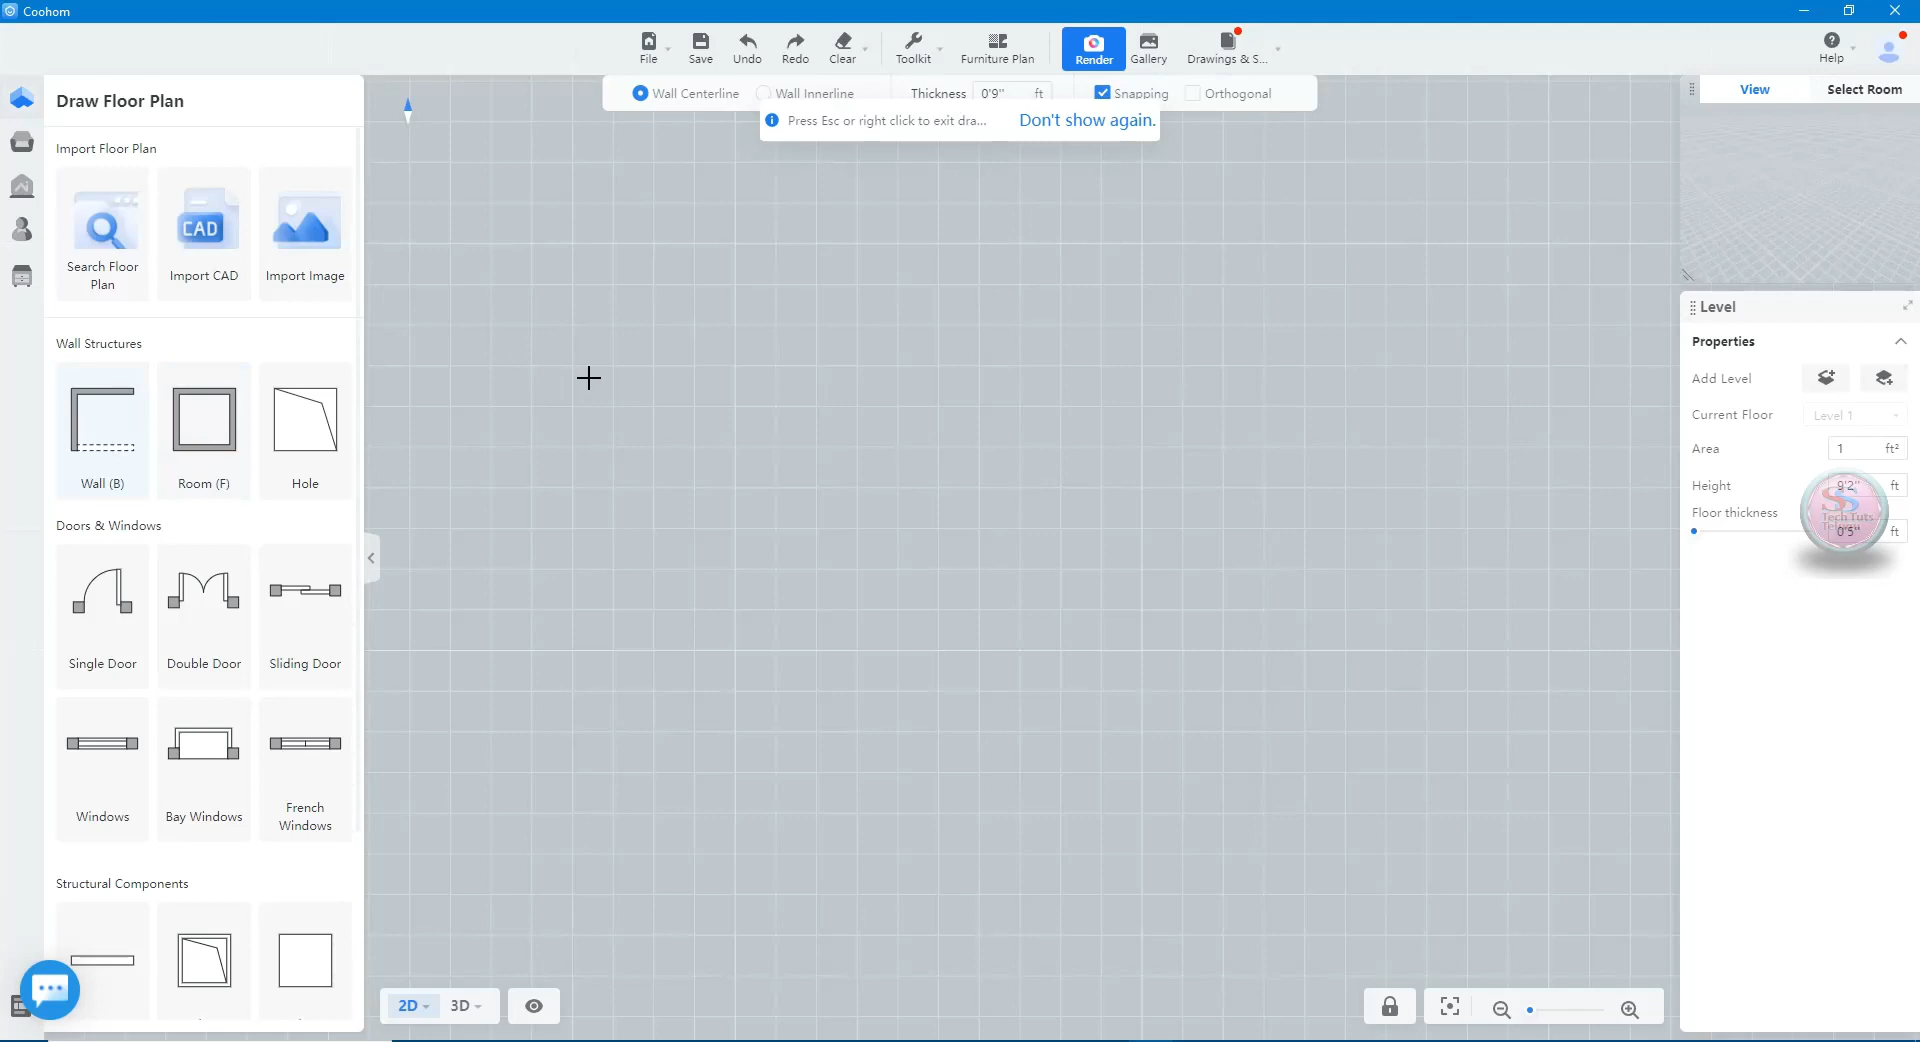 Coohom
File
Save
Undo
Redo
Clear
Toolkit
Furniture Plan
Render
Gallery
Drawings & S...
Help
Draw Floor Plan
Wall Centerline
Wall Innerline
Thickness
0'9"
ft
Snapping
Orthogonal
Press Esc or right click to exit dra...
Don't show again.
View
Select Room
Import Floor Plan
Search Floor
Plan
CAD
Import CAD
Import Image
Level
Properties
Add Level
Current Floor
Level 1
Area
1
ft²
Height
9'2"
ft
Floor thickness
0'5"
ft
SS
Tech Tuts
Telugu
Wall Structures
Wall (B)
Room (F)
Hole
Doors & Windows
Single Door
Double Door
Sliding Door
Windows
Bay Windows
French
Windows
Structural Components
2D
3D